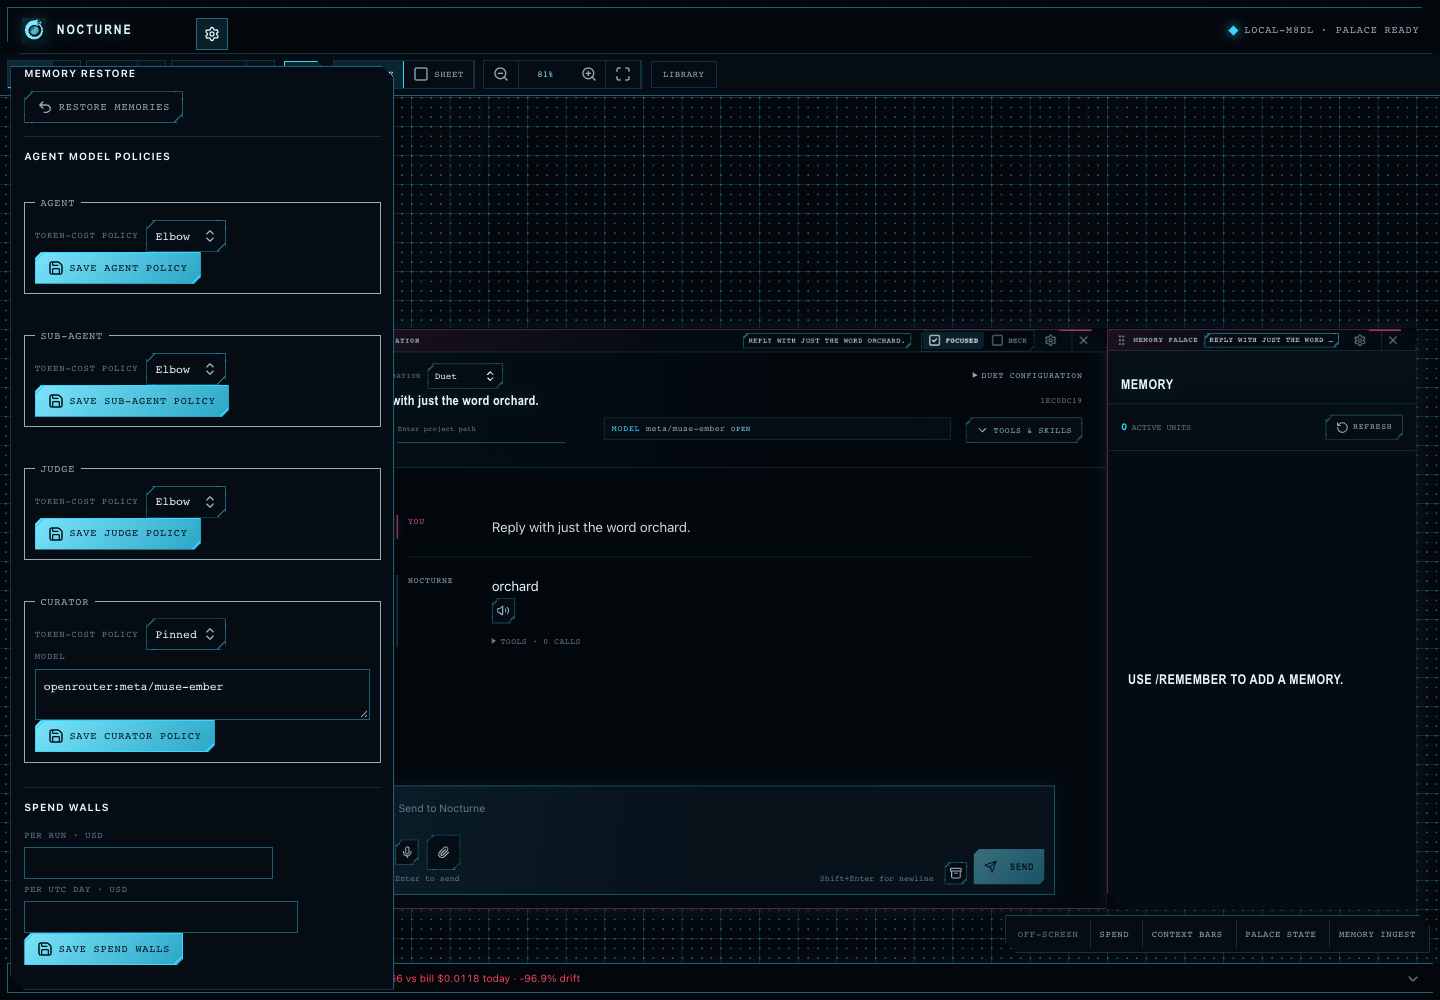 NOCTURNE
LOCAL-M8DL · PALACE READY
SHEET
81%
LIBRARY
MEMORY RESTORE
RESTORE MEMORIES
AGENT MODEL POLICIES
AGENT
TOKEN-COST POLICY
Elbow
SAVE AGENT POLICY
SUB-AGENT
TOKEN-COST POLICY
Elbow
SAVE SUB-AGENT POLICY
JUDGE
TOKEN-COST POLICY
Elbow
SAVE JUDGE POLICY
CURATOR
TOKEN-COST POLICY
Pinned
MODEL
openrouter:meta/muse-ember
SAVE CURATOR POLICY
SPEND WALLS
PER RUN · USD
PER UTC DAY · USD
SAVE SPEND WALLS
REPLY WITH JUST THE WORD ORCHARD.
FOCUSED
DECK
Duet
DUET CONFIGURATION
with just the word orchard.
1EC0DC19
Enter project path
MODEL meta/muse-ember OPEN
TOOLS & SKILLS
YOU
Reply with just the word orchard.
NOCTURNE
orchard
TOOLS · 0 CALLS
Send to Nocturne
Enter to send
Shift+Enter for newline
SEND
MEMORY PALACE
REPLY WITH JUST THE WORD …
MEMORY
0 ACTIVE UNITS
REFRESH
USE /REMEMBER TO ADD A MEMORY.
OFF-SCREEN
SPEND
CONTEXT BARS
PALACE STATE
MEMORY INGEST
vs bill $0.0118 today · -96.9% drift